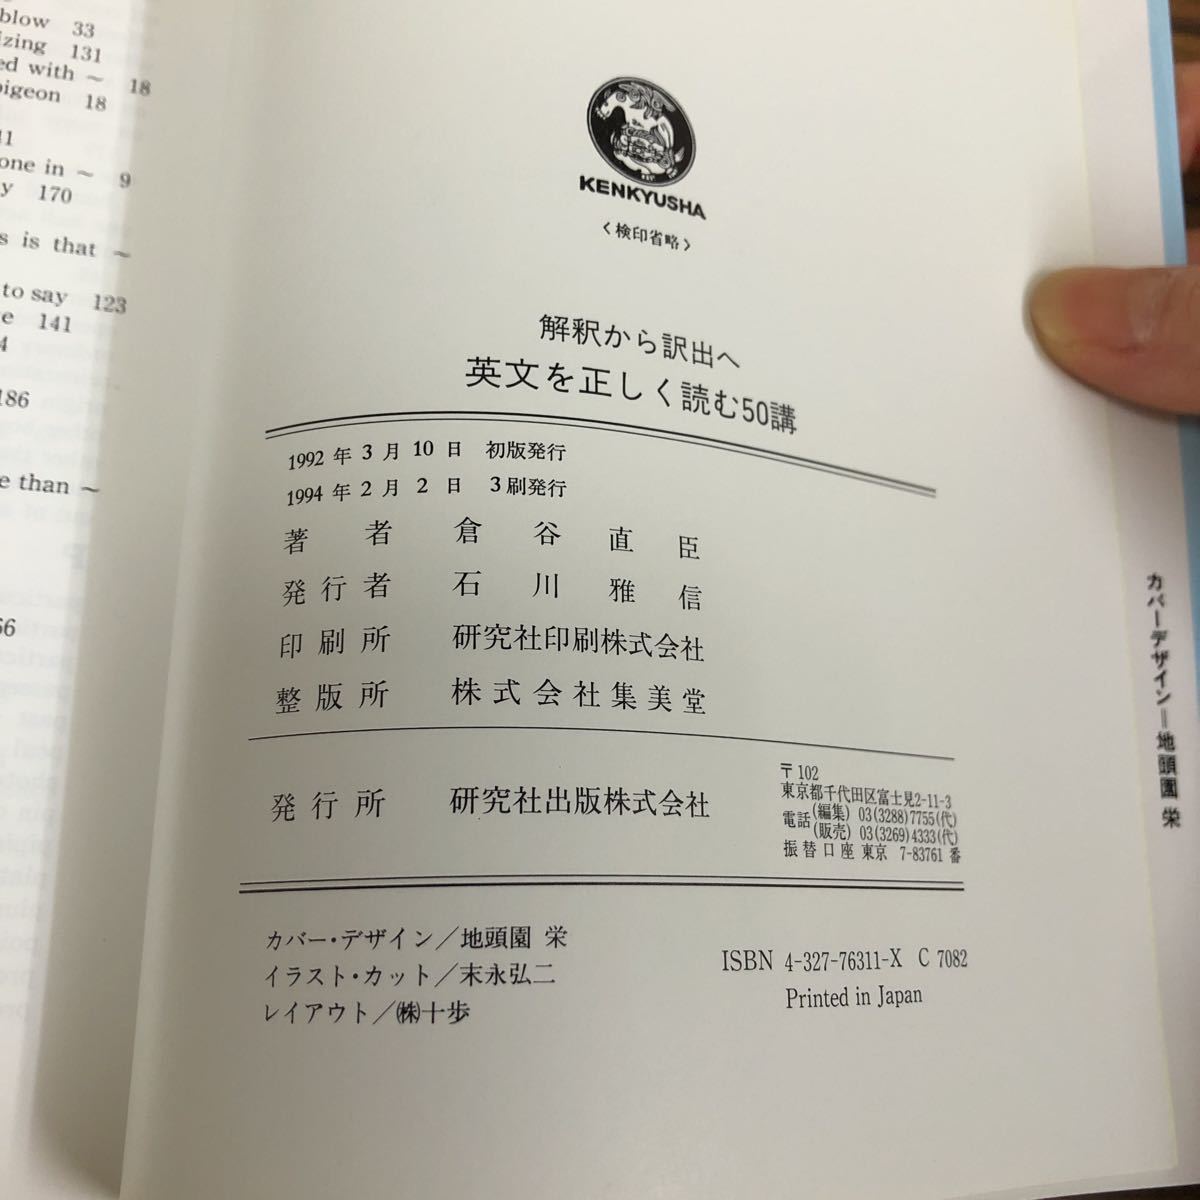 blow 33
izing 131
ed with ~ 18
pigeon 18
one in ~ 9
y 170
s is that ~
to say 123
e 141
4
186
e than ~
66
KENKYUSHA
〈検印省略〉
解釈から訳出へ
英文を正しく読む50講
1992年3月10日 初版発行
1994年2月2日 3刷発行
著者 倉谷直臣
発行者 石川雅信
印刷所 研究社印刷株式会社
整版所 株式会社集美堂
発行所 研究社出版株式会社
〒102
東京都千代田区富士見2-11-3
電話(編集) 03(3288)7755(代)
(販売) 03(3269)4333(代)
振替口座 東京 7-83761番
カバー・デザイン/地頭園 栄
イラスト・カット/末永弘二
レイアウト/㈱十歩
ISBN 4-327-76311-X C 7082
Printed in Japan
カバーデザイン=地頭園 栄